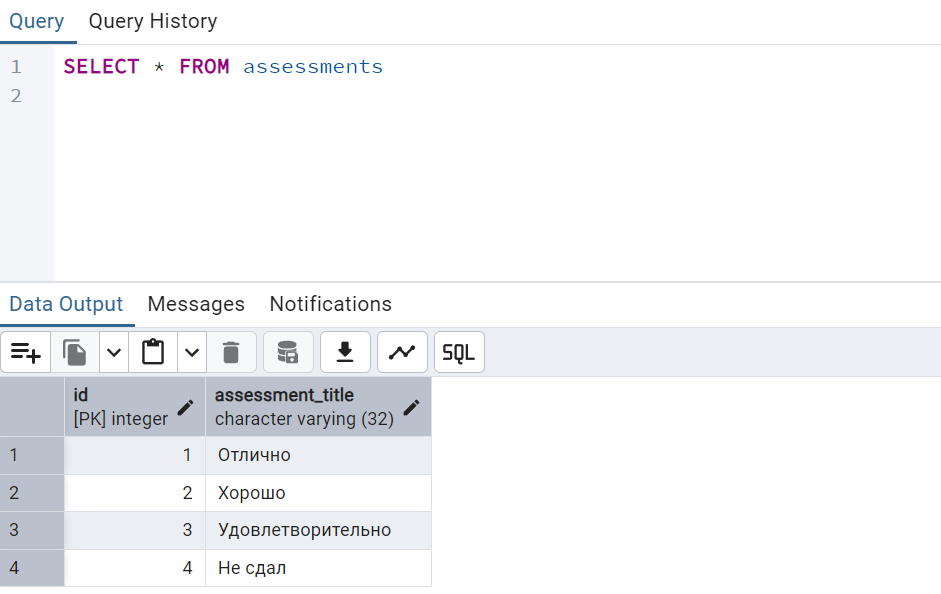 Query Query History
1 SELECT * FROM assessments
2
Data Output Messages Notifications
SQL
id assessment_title
[PK] integer character varying (32)
1 1 Отлично
2 2 Хорошо
3 3 Удовлетворительно
4 4 Не сдал